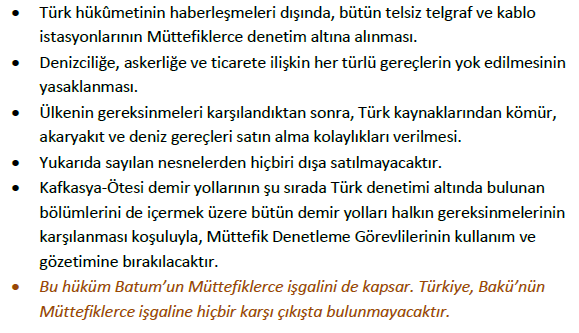 • Türk hükûmetinin haberleşmeleri dışında, bütün telsiz telgraf ve kablo
istasyonlarının Müttefiklerce denetim altına alınması.
• Denizciliğe, askerliğe ve ticarete ilişkin her türlü gereçlerin yok edilmesinin
yasaklanması.
• Ülkenin gereksinmeleri karşılandıktan sonra, Türk kaynaklarından kömür,
akaryakıt ve deniz gereçleri satın alma kolaylıkları verilmesi.
• Yukarıda sayılan nesnelerden hiçbiri dışa satılmayacaktır.
• Kafkasya-Ötesi demir yollarının şu sırada Türk denetimi altında bulunan
bölümlerini de içermek üzere bütün demir yolları halkın gereksinmelerinin
karşılanması koşuluyla, Müttefik Denetleme Görevlilerinin kullanım ve
gözetimine bırakılacaktır.
• Bu hüküm Batum’un Müttefiklerce işgalini de kapsar. Türkiye, Bakü’nün
Müttefiklerce işgaline hiçbir karşı çıkışta bulunmayacaktır.